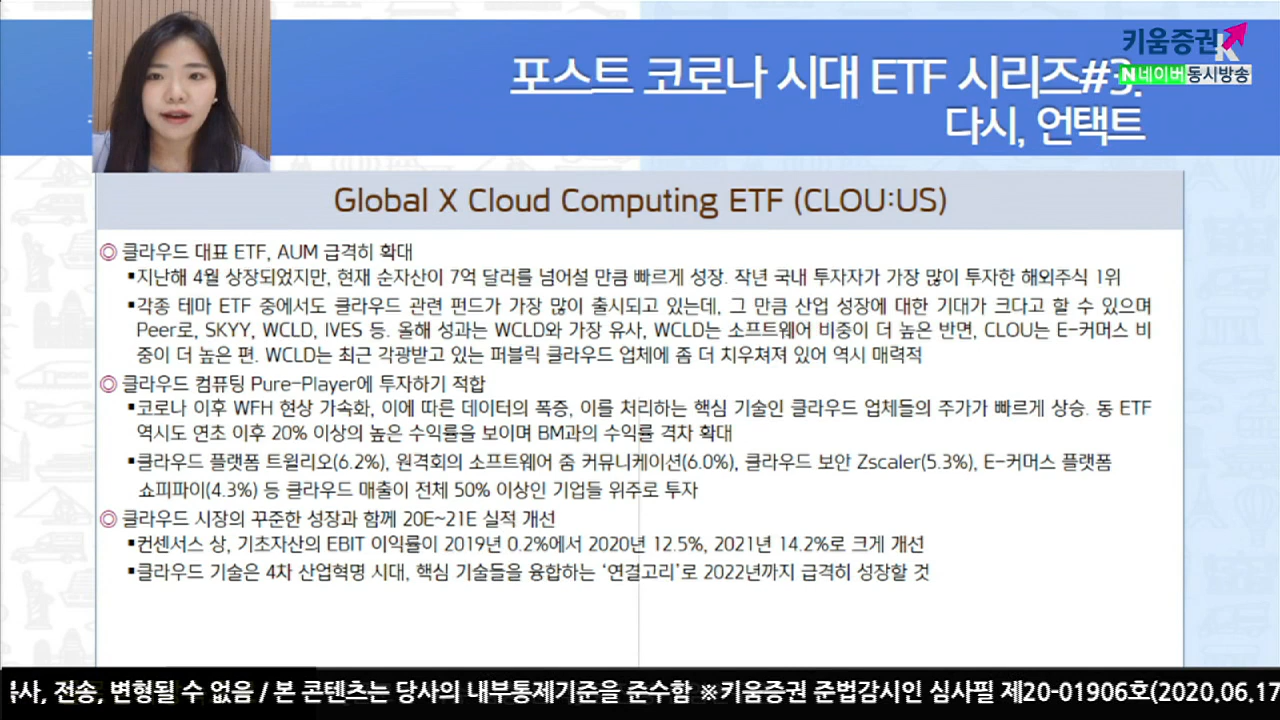 키움증권
N 네이버 동시방송
포스트 코로나 시대 ETF 시리즈#3.
다시, 언택트
Global X Cloud Computing ETF (CLOU:US)
◎ 클라우드 대표 ETF, AUM 급격히 확대
▪지난해 4월 상장되었지만, 현재 순자산이 7억 달러를 넘어설 만큼 빠르게 성장. 작년 국내 투자자가 가장 많이 투자한 해외주식 1위
▪각종 테마 ETF 중에서도 클라우드 관련 펀드가 가장 많이 출시되고 있는데, 그 만큼 산업 성장에 대한 기대가 크다고 할 수 있으며
Peer로, SKYY, WCLD, IVES 등. 올해 성과는 WCLD와 가장 유사, WCLD는 소프트웨어 비중이 더 높은 반면, CLOU는 E-커머스 비
중이 더 높은 편. WCLD는 최근 각광받고 있는 퍼블릭 클라우드 업체에 좀 더 치우쳐져 있어 역시 매력적
◎ 클라우드 컴퓨팅 Pure-Player에 투자하기 적합
▪코로나 이후 WFH 현상 가속화, 이에 따른 데이터의 폭증, 이를 처리하는 핵심 기술인 클라우드 업체들의 주가가 빠르게 상승. 동 ETF
역시도 연초 이후 20% 이상의 높은 수익률을 보이며 BM과의 수익률 격차 확대
▪클라우드 플랫폼 트윌리오(6.2%), 원격회의 소프트웨어 줌 커뮤니케이션(6.0%), 클라우드 보안 Zscaler(5.3%), E-커머스 플랫폼
쇼피파이(4.3%) 등 클라우드 매출이 전체 50% 이상인 기업들 위주로 투자
◎ 클라우드 시장의 꾸준한 성장과 함께 20E~21E 실적 개선
▪컨센서스 상, 기초자산의 EBIT 이익률이 2019년 0.2%에서 2020년 12.5%, 2021년 14.2%로 크게 개선
▪클라우드 기술은 4차 산업혁명 시대, 핵심 기술들을 융합하는 ‘연결고리’로 2022년까지 급격히 성장할 것
사, 전송, 변형될 수 없음 / 본 콘텐츠는 당사의 내부통제기준을 준수함 ※키움증권 준법감시인 심사필 제20-01906호(2020.06.17